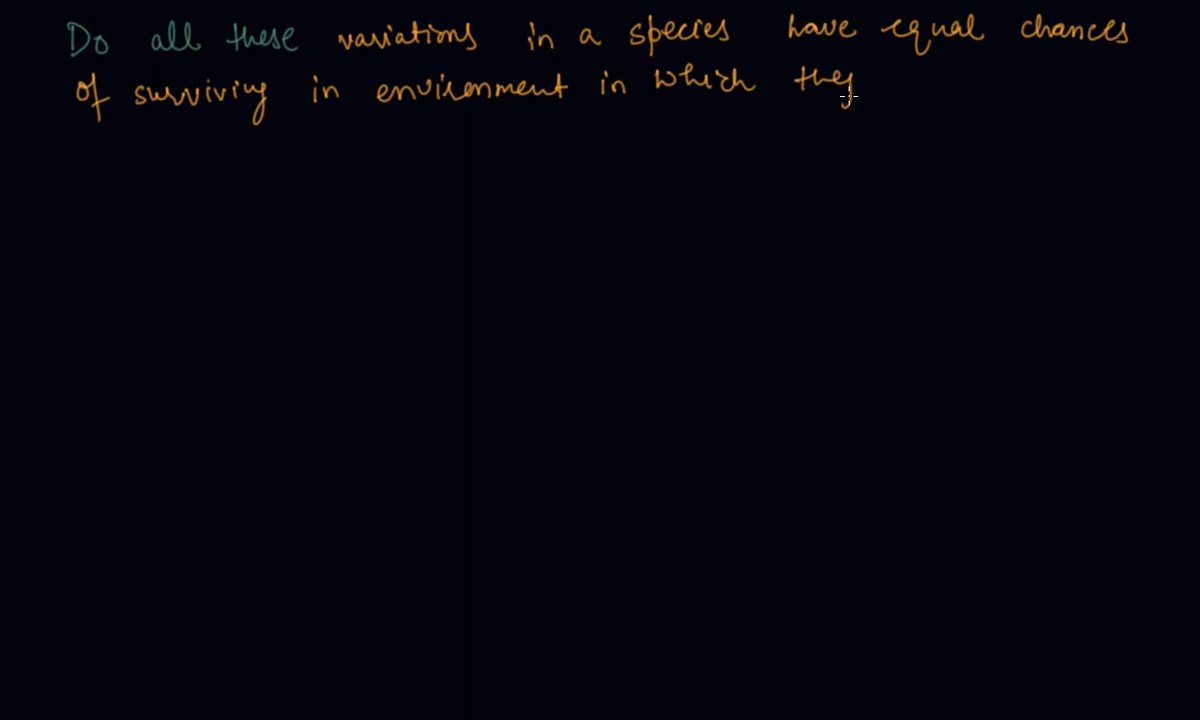 Do all these variations in a species have equal chances
of surviving in environment in which they